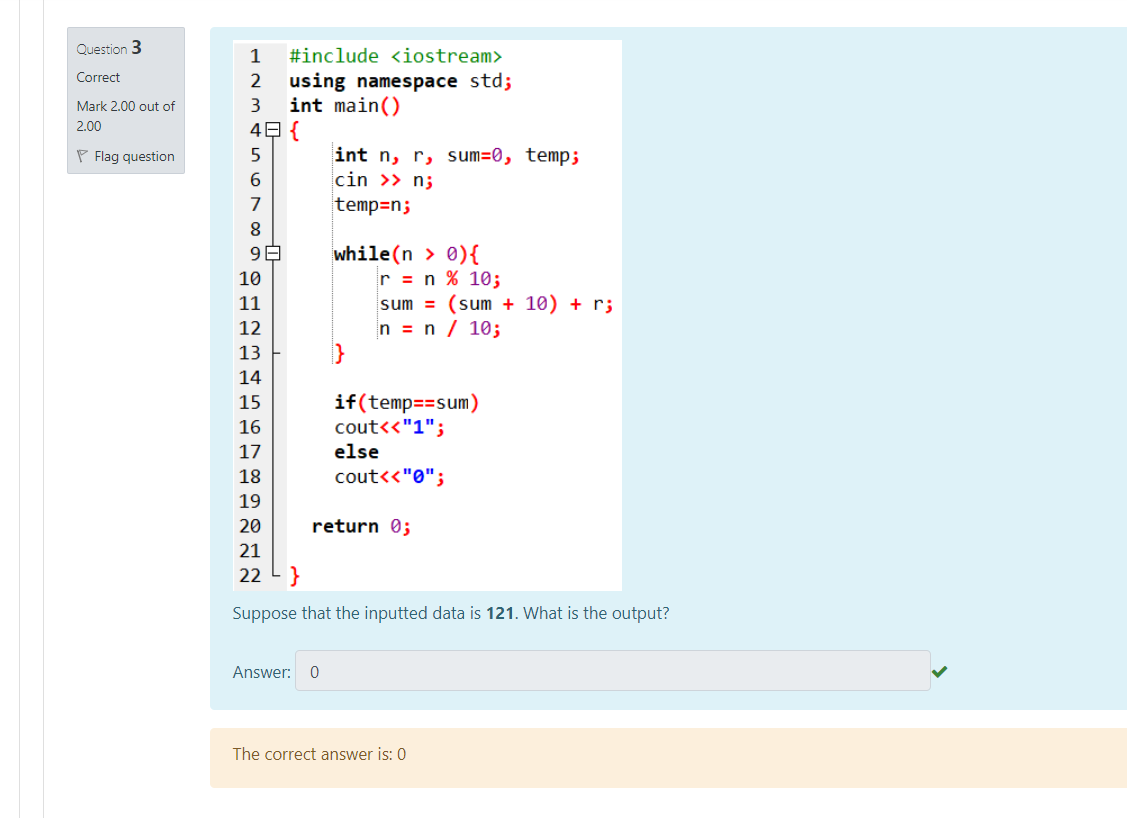 Question 3
Correct
Mark 2.00 out of
2.00
Flag question
1 #include <iostream>
2 using namespace std;
3 int main()
4 {
5 int n, r, sum=0, temp;
6 cin >> n;
7 temp=n;
8
9 while(n > 0){
10 r = n % 10;
11 sum = (sum + 10) + r;
12 n = n / 10;
13 }
14
15 if(temp==sum)
16 cout<<"1";
17 else
18 cout<<"0";
19
20 return 0;
21
22 }
Suppose that the inputted data is 121. What is the output?
Answer: 0
The correct answer is: 0